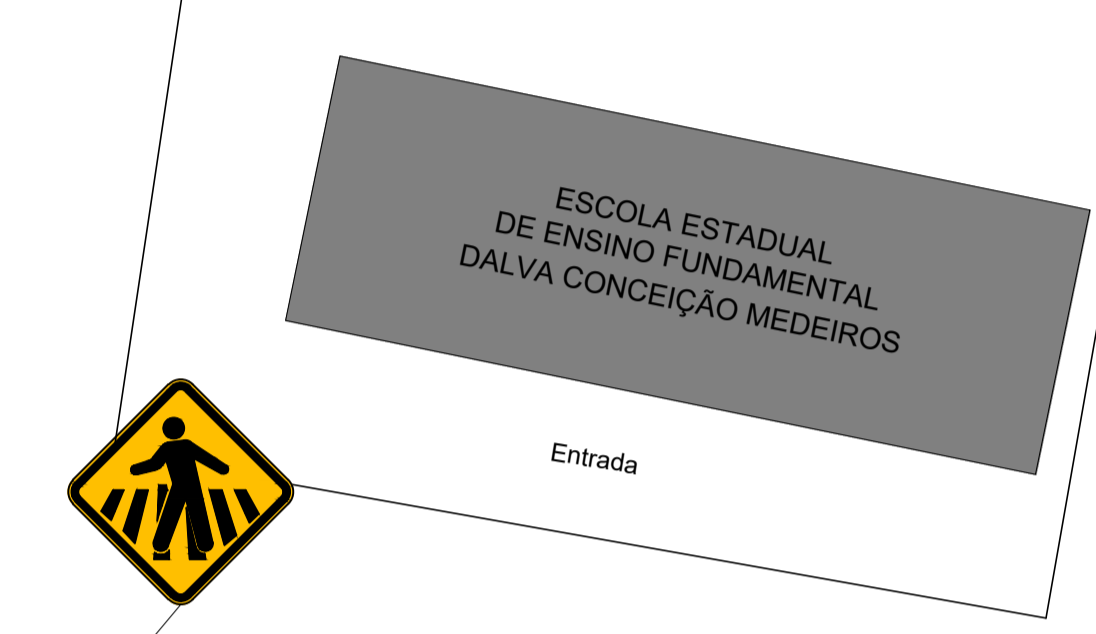 ESCOLA ESTADUAL
DE ENSINO FUNDAMENTAL
DALVA CONCEIÇÃO MEDEIROS
Entrada